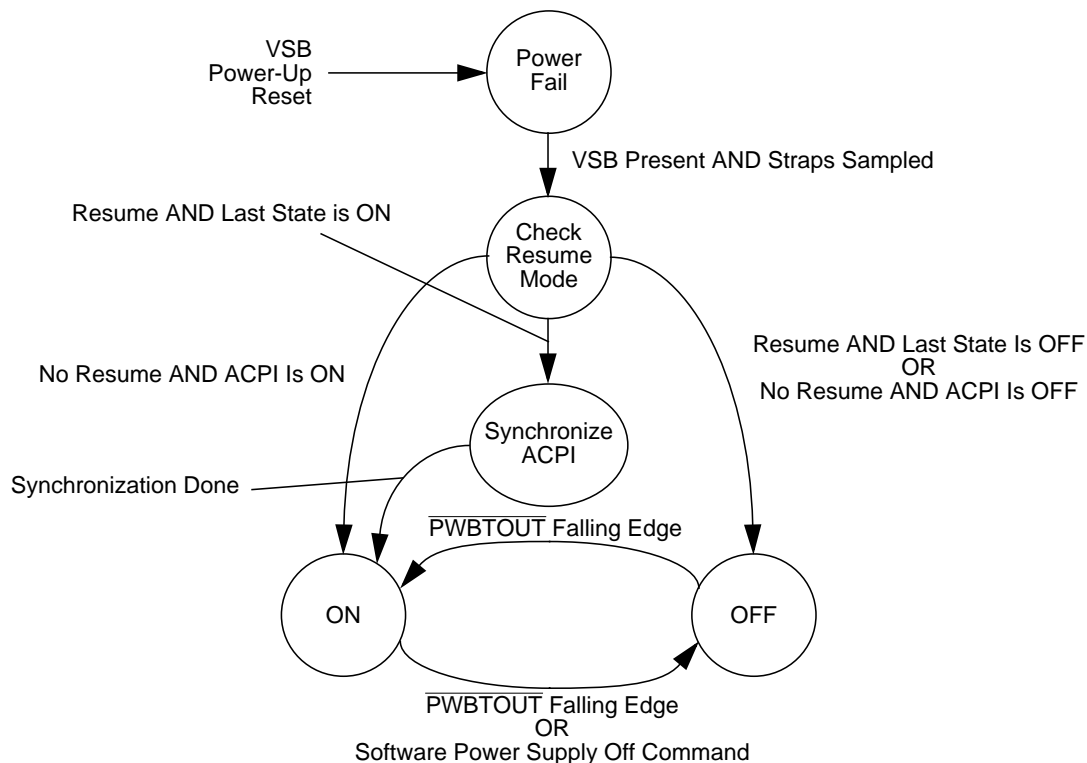 VSB
Power-Up
Reset
Power
Fail
VSB Present AND Straps Sampled
Resume AND Last State is ON
Check
Resume
Mode
No Resume AND ACPI Is ON
Resume AND Last State Is OFF
OR
No Resume AND ACPI Is OFF
Synchronize
ACPI
Synchronization Done
PWBTOUT Falling Edge
ON
OFF
PWBTOUT Falling Edge
OR
Software Power Supply Off Command